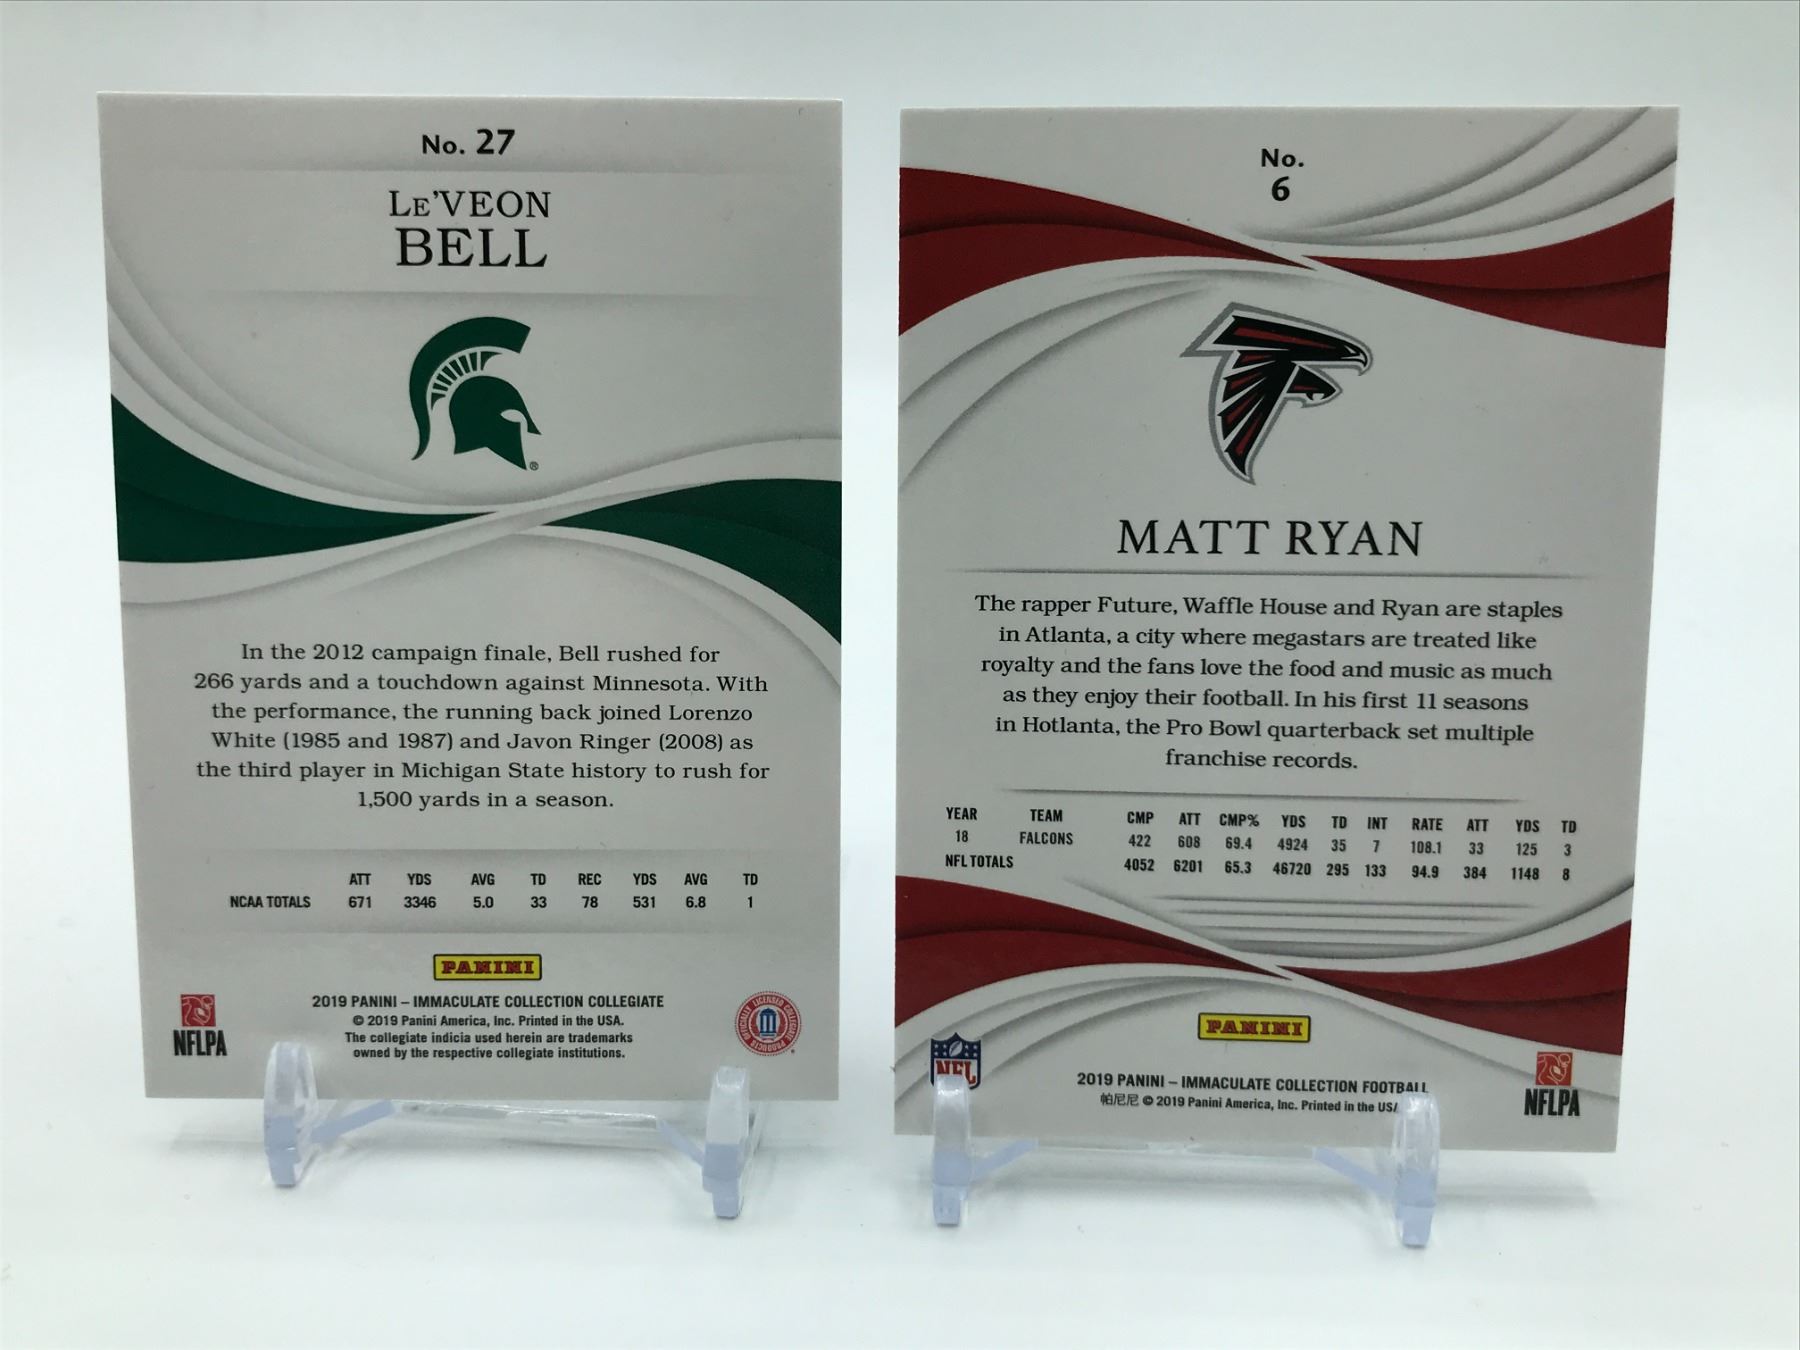 No. 27
LE'VEON
BELL
®
In the 2012 campaign finale, Bell rushed for
266 yards and a touchdown against Minnesota. With
the performance, the running back joined Lorenzo
White (1985 and 1987) and Javon Ringer (2008) as
the third player in Michigan State history to rush for
1,500 yards in a season.
ATT YDS AVG TD REC YDS AVG TD
NCAA TOTALS 671 3346 5.0 33 78 531 6.8 1
PANINI
2019 PANINI – IMMACULATE COLLECTION COLLEGIATE
© 2019 Panini America, Inc. Printed in the USA.
The collegiate indicia used herein are trademarks
owned by the respective collegiate institutions.
NFLPA
OFFICIALLY LICENSED COLLEGIATE PRODUCTS
No.
6
MATT RYAN
The rapper Future, Waffle House and Ryan are staples
in Atlanta, a city where megastars are treated like
royalty and the fans love the food and music as much
as they enjoy their football. In his first 11 seasons
in Hotlanta, the Pro Bowl quarterback set multiple
franchise records.
YEAR TEAM CMP ATT CMP% YDS TD INT RATE ATT YDS TD
18 FALCONS 422 608 69.4 4924 35 7 108.1 33 125 3
NFL TOTALS 4052 6201 65.3 46720 295 133 94.9 384 1148 8
PANINI
NFL
2019 PANINI – IMMACULATE COLLECTION FOOTBALL
帕尼尼 © 2019 Panini America, Inc. Printed in the US
NFLPA